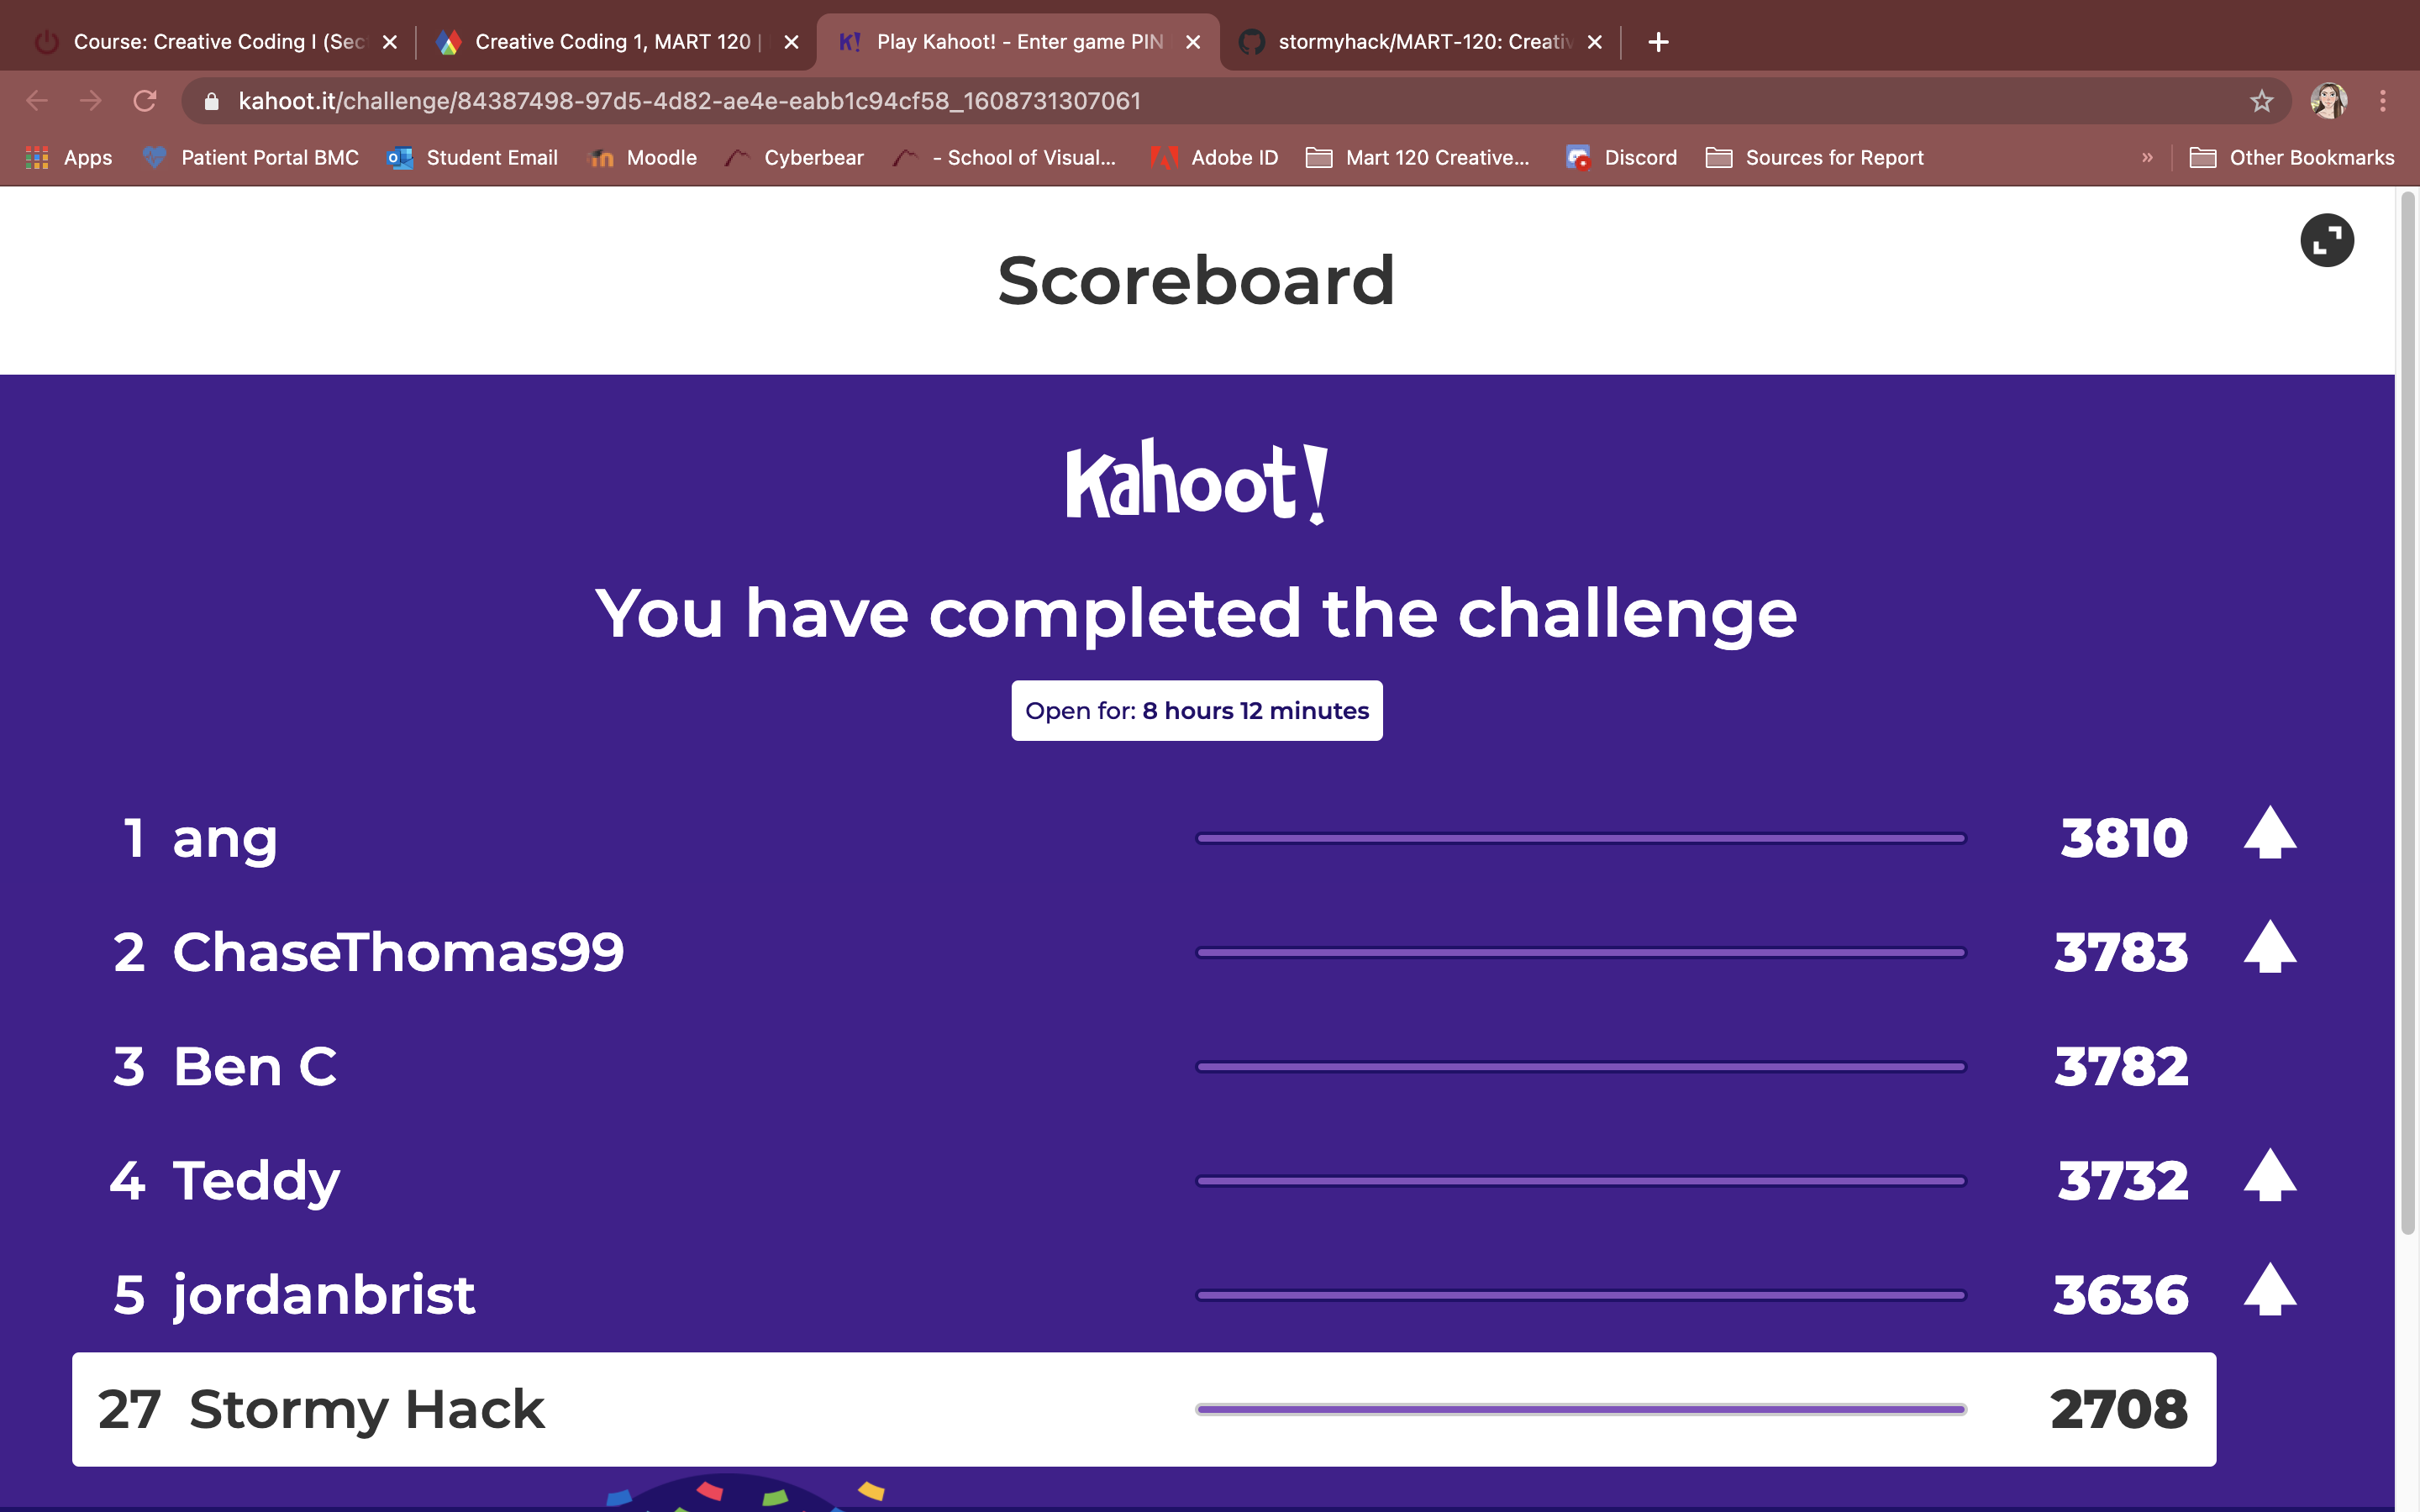 Course: Creative Coding I (Sec
Creative Coding 1, MART 120 |
K! Play Kahoot! - Enter game PIN
stormyhack/MART-120: Creativ
kahoot.it/challenge/84387498-97d5-4d82-ae4e-eabb1c94cf58_1608731307061
Apps Patient Portal BMC Student Email Moodle Cyberbear - School of Visual... Adobe ID Mart 120 Creative... Discord Sources for Report » Other Bookmarks
Scoreboard
Kahoot!
You have completed the challenge
Open for: 8 hours 12 minutes
1 ang 3810
2 ChaseThomas99 3783
3 Ben C 3782
4 Teddy 3732
5 jordanbrist 3636
27 Stormy Hack 2708